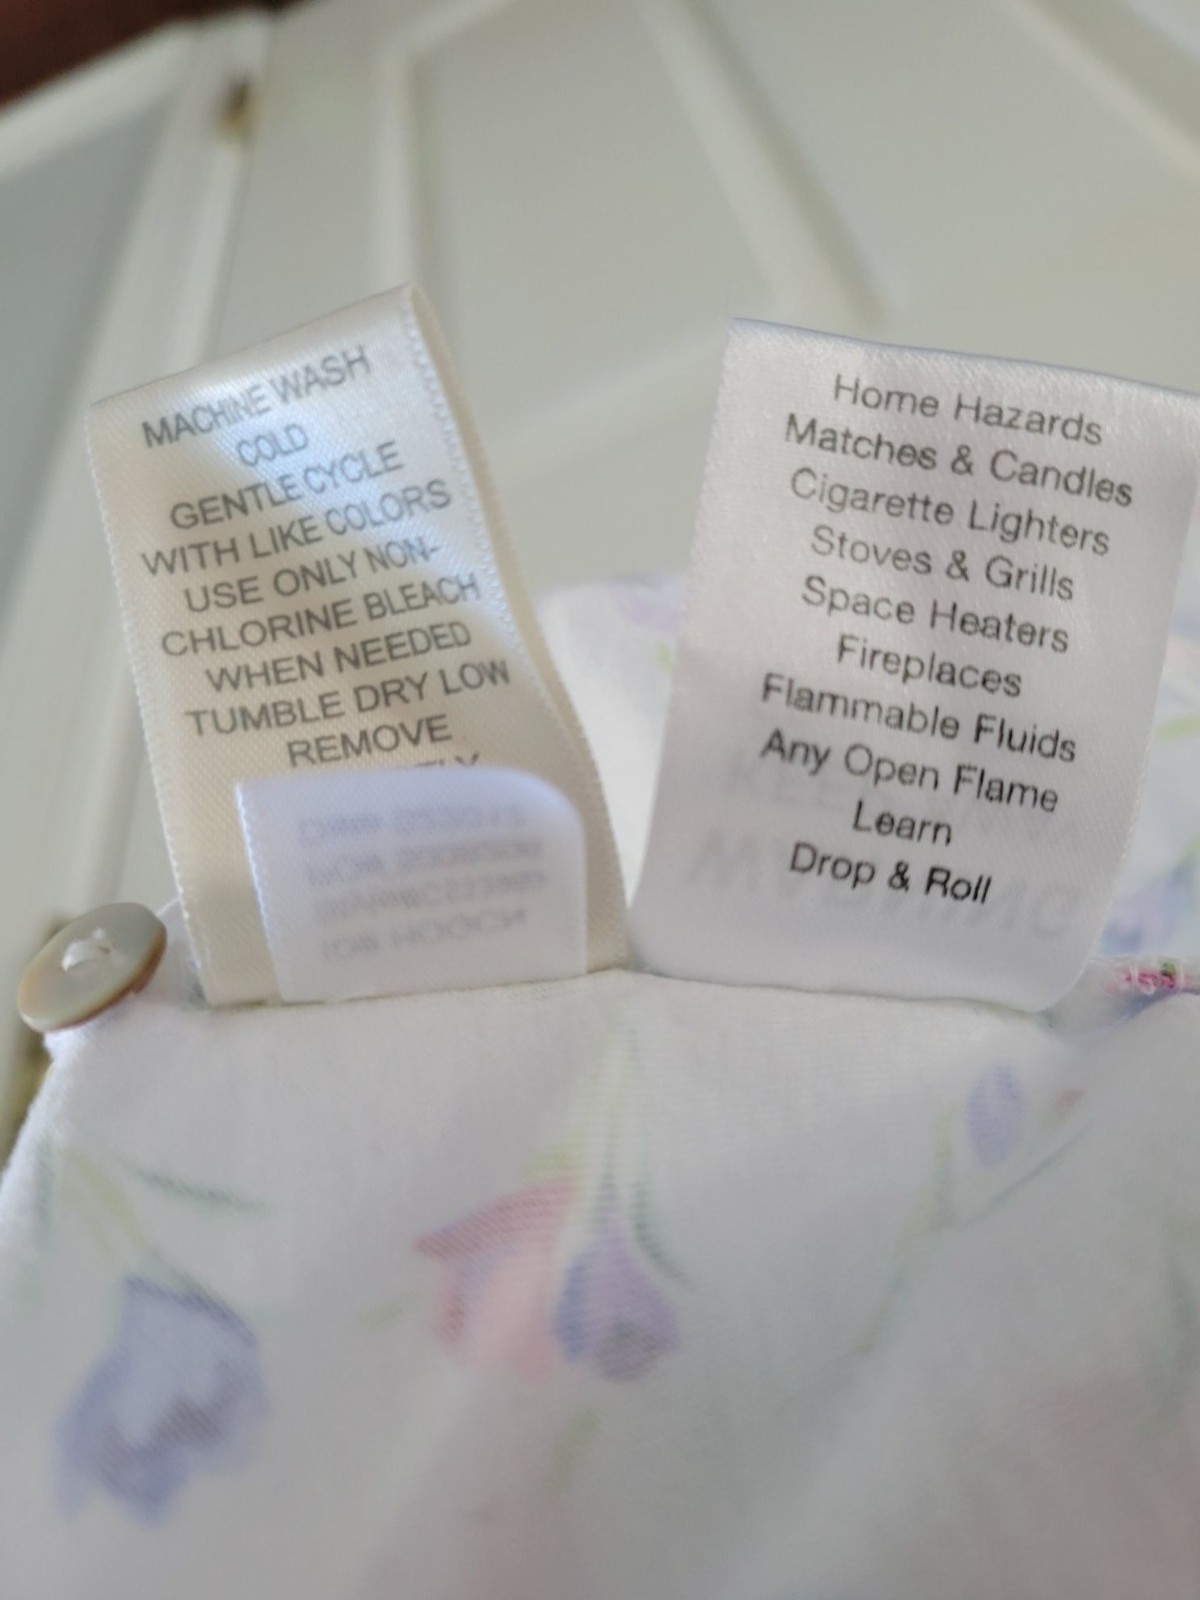 MACHINE WASH
COLD
GENTLE CYCLE
WITH LIKE COLORS
USE ONLY NON-
CHLORINE BLEACH
WHEN NEEDED
TUMBLE DRY LOW
REMOVE
Home Hazards
Matches & Candles
Cigarette Lighters
Stoves & Grills
Space Heaters
Fireplaces
Flammable Fluids
Any Open Flame
Learn
Drop & Roll